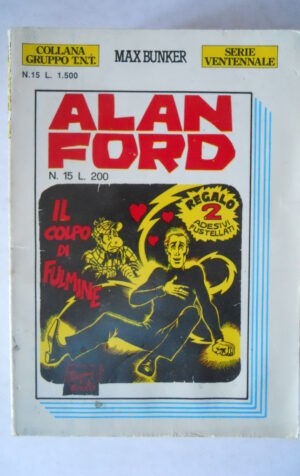 COLLANA
GRUPPO T.N.T.
MAX BUNKER
SERIE
VENTENNALE
N.15 L. 1.500
ALAN
FORD
N. 15 L. 200
IL
COLPO
DI
FULMINE
REGALO
2
ADESIVI
FUSTELLATI